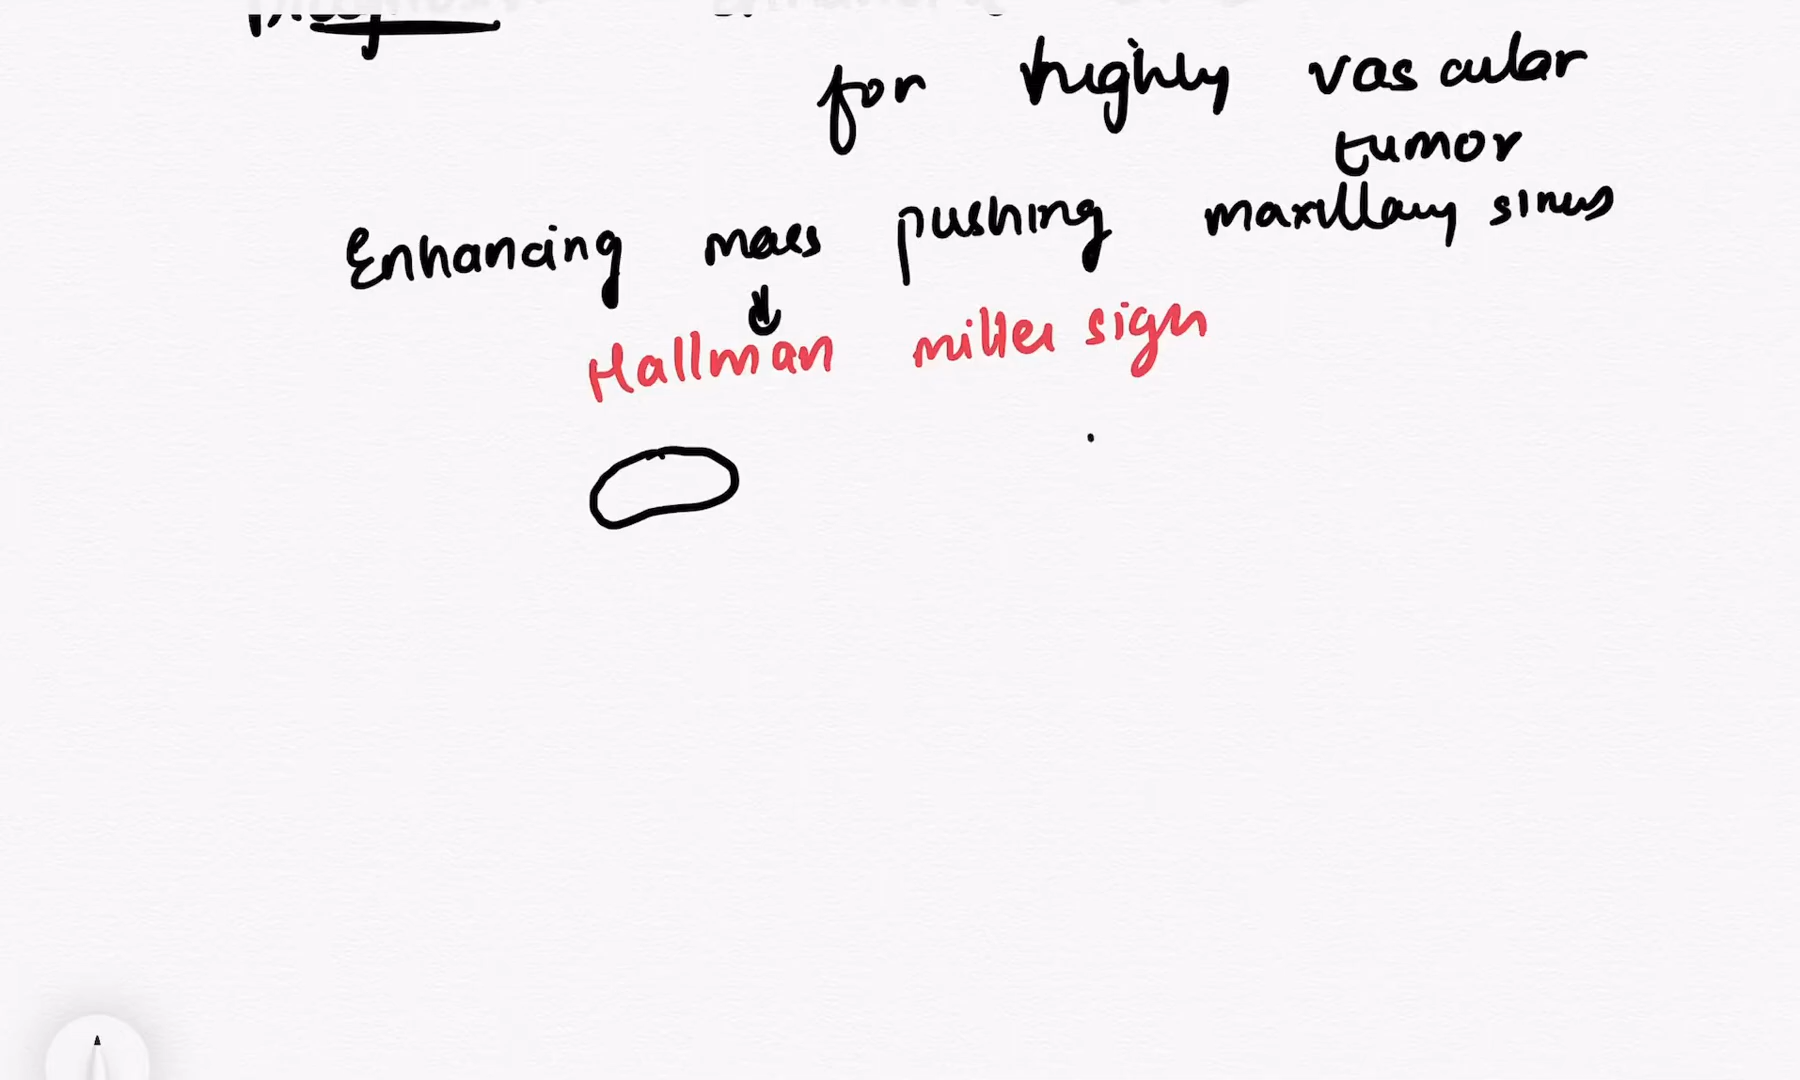 for highly vascular
tumor
Enhancing mass pushing maxillary sinus
Hallman miller sign